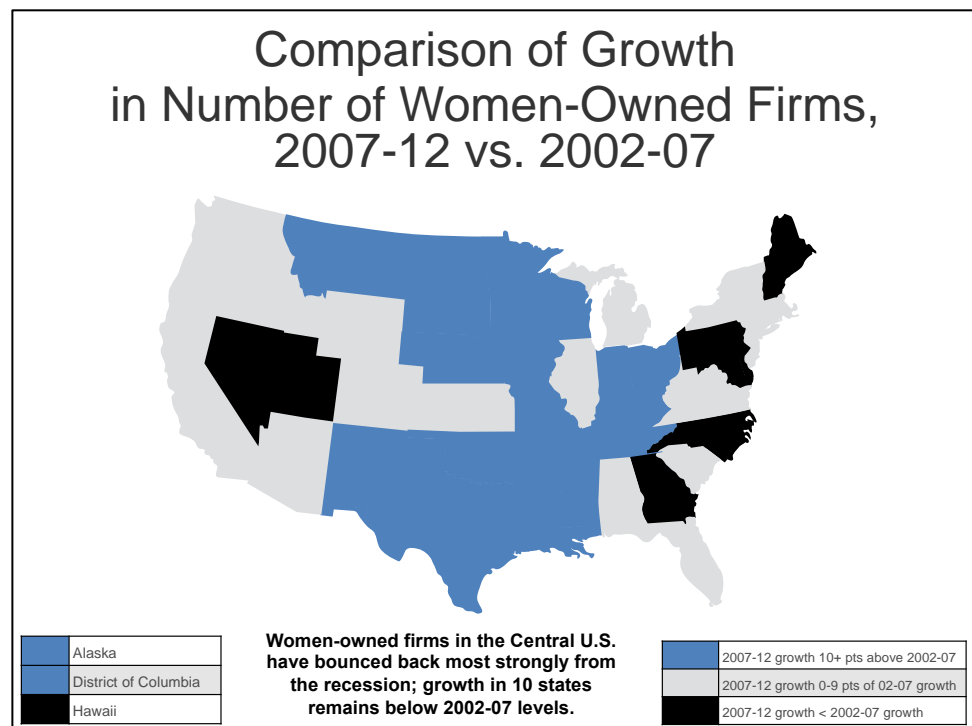 Comparison of Growth
in Number of Women-Owned Firms,
2007-12 vs. 2002-07
Alaska
District of Columbia
Hawaii
Women-owned firms in the Central U.S.
have bounced back most strongly from
the recession; growth in 10 states
remains below 2002-07 levels.
2007-12 growth 10+ pts above 2002-07
2007-12 growth 0-9 pts of 02-07 growth
2007-12 growth < 2002-07 growth